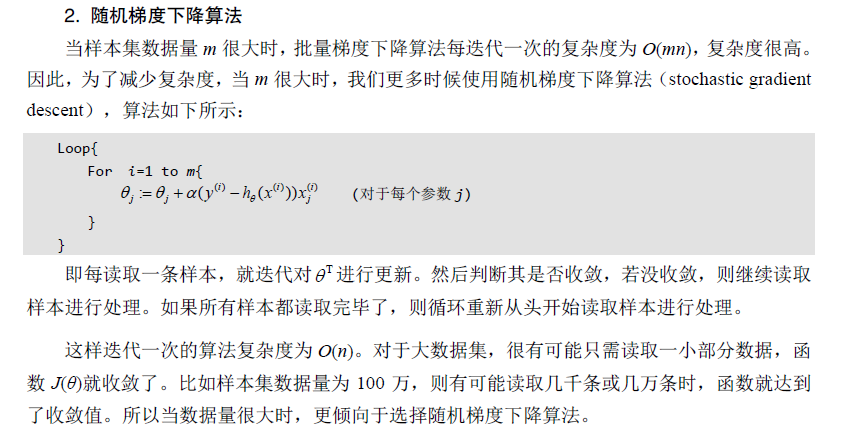 2. 随机梯度下降算法
当样本集数据量 m 很大时，批量梯度下降算法每迭代一次的复杂度为 O(mn)，复杂度很高。
因此，为了减少复杂度，当 m 很大时，我们更多时候使用随机梯度下降算法（stochastic gradient
descent），算法如下所示：
Loop{
For i=1 to m{
θⱼ := θⱼ + α(y⁽ⁱ⁾ − h_θ(x⁽ⁱ⁾))xⱼ⁽ⁱ⁾ (对于每个参数 j)
}
}
即每读取一条样本，就迭代对 θᵀ 进行更新。然后判断其是否收敛，若没收敛，则继续读取
样本进行处理。如果所有样本都读取完毕了，则循环重新从头开始读取样本进行处理。
这样迭代一次的算法复杂度为 O(n)。对于大数据集，很有可能只需读取一小部分数据，函
数 J(θ)就收敛了。比如样本集数据量为 100 万，则有可能读取几千条或几万条时，函数就达到
了收敛值。所以当数据量很大时，更倾向于选择随机梯度下降算法。